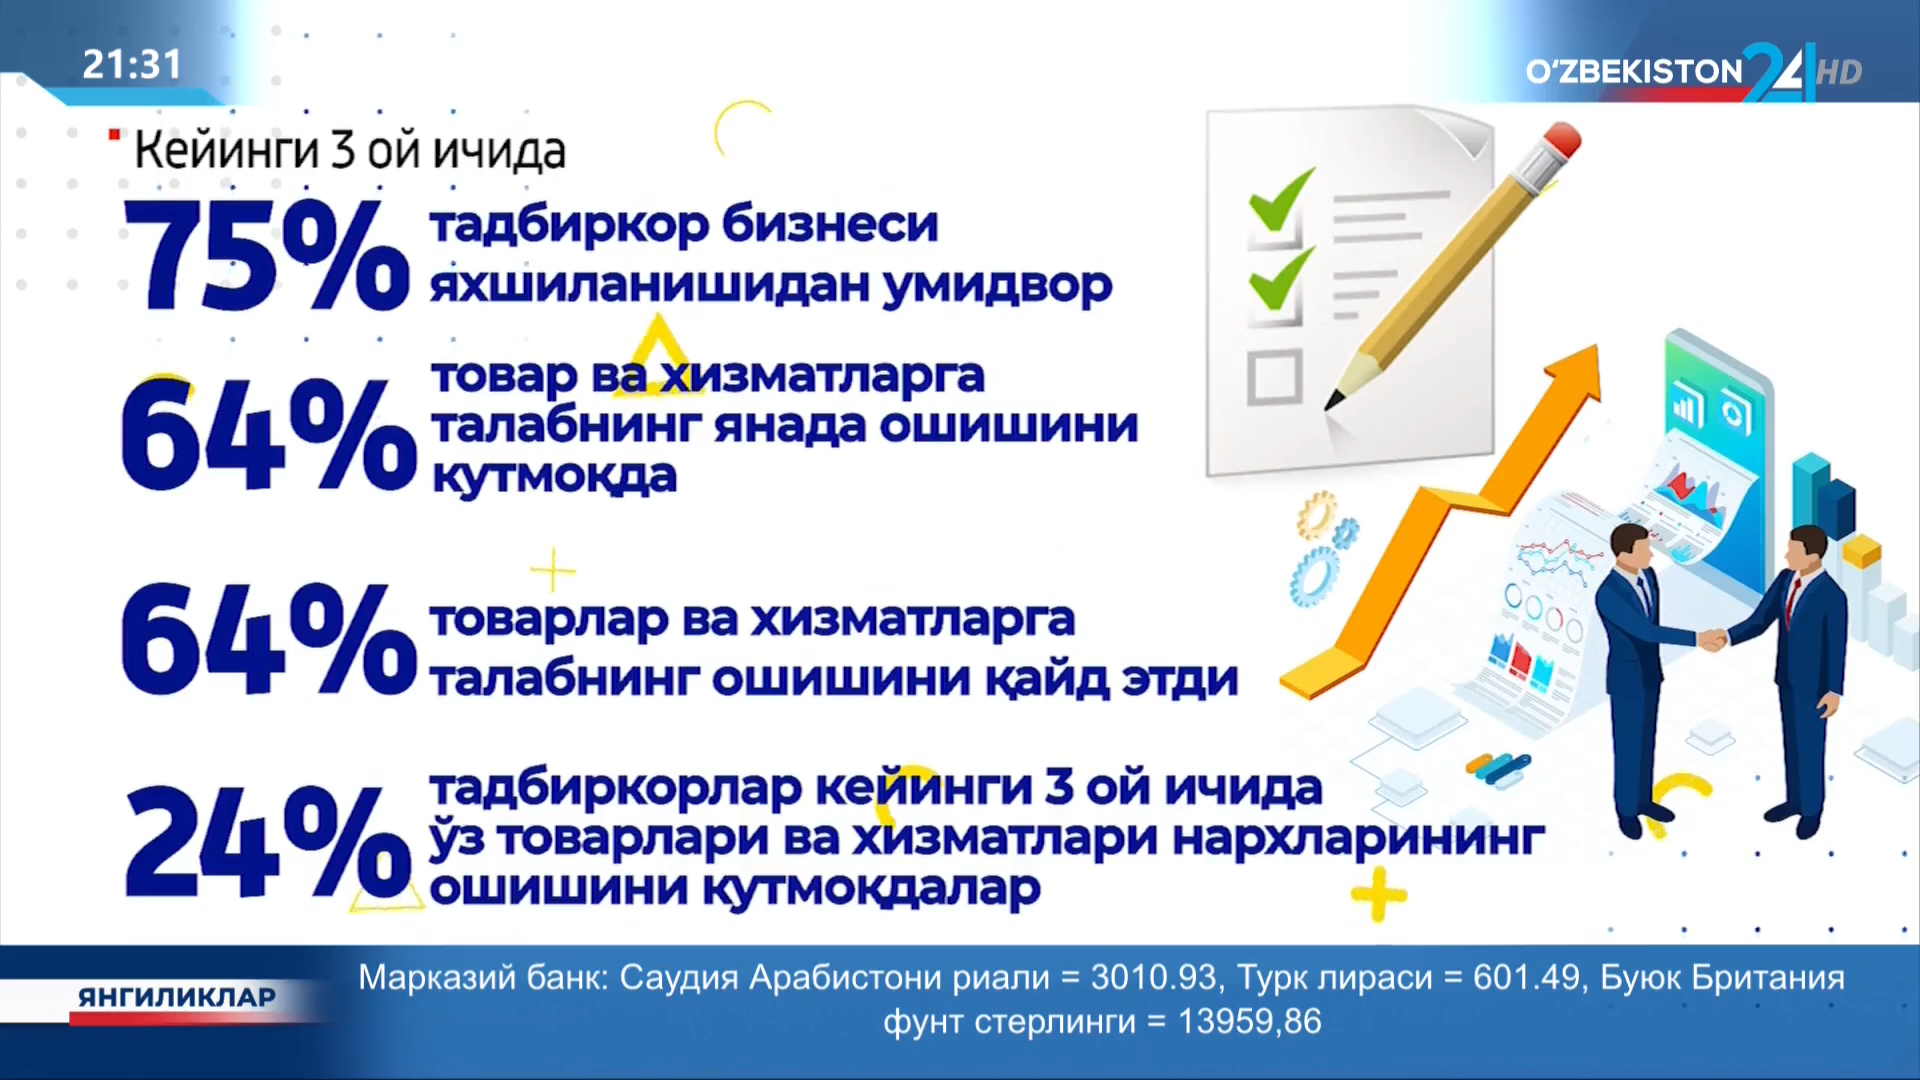 21:31
O‘ZBEKISTON 24 HD
Кейинги 3 ой ичида
75%
тадбиркор бизнеси
яхшиланишидан умидвор
64%
товар ва хизматларга
талабнинг янада ошишини
кутмоқда
64%
товарлар ва хизматларга
талабнинг ошишини қайд этди
24%
тадбиркорлар кейинги 3 ой ичида
ўз товарлари ва хизматлари нархларининг
ошишини кутмоқдалар
ЯНГИЛИКЛАР
Марказий банк: Саудия Арабистони риали = 3010.93, Турк лираси = 601.49, Буюк Британия
фунт стерлинги = 13959,86